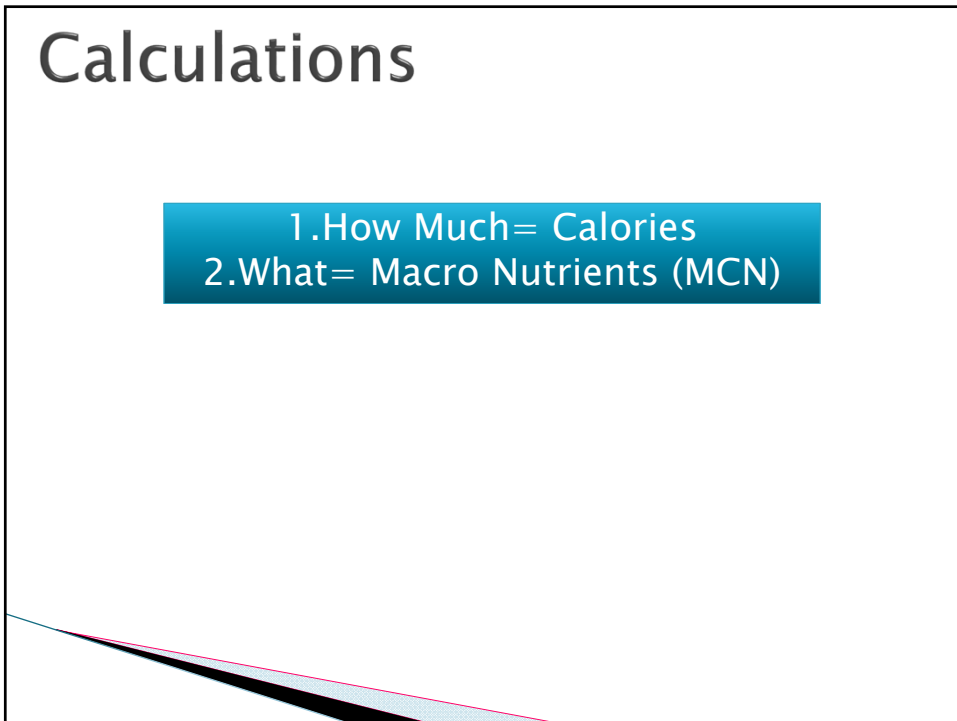 Calculations
1.How Much= Calories
2.What= Macro Nutrients (MCN)